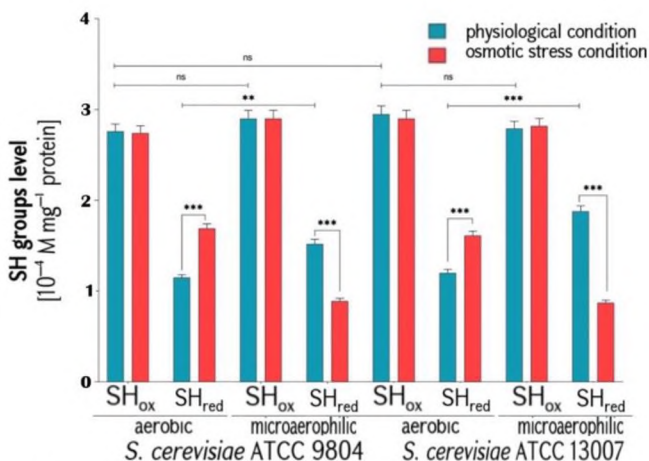 4
physiological condition
osmotic stress condition
ns
ns
ns
**
***
3
SH groups level
[10⁻⁴ M mg⁻¹ protein]
2
***
***
***
***
1
0
SHox SHred SHox SHred SHox SHred SHox SHred
aerobic microaerophilic aerobic microaerophilic
S. cerevisiae ATCC 9804 S. cerevisiae ATCC 13007